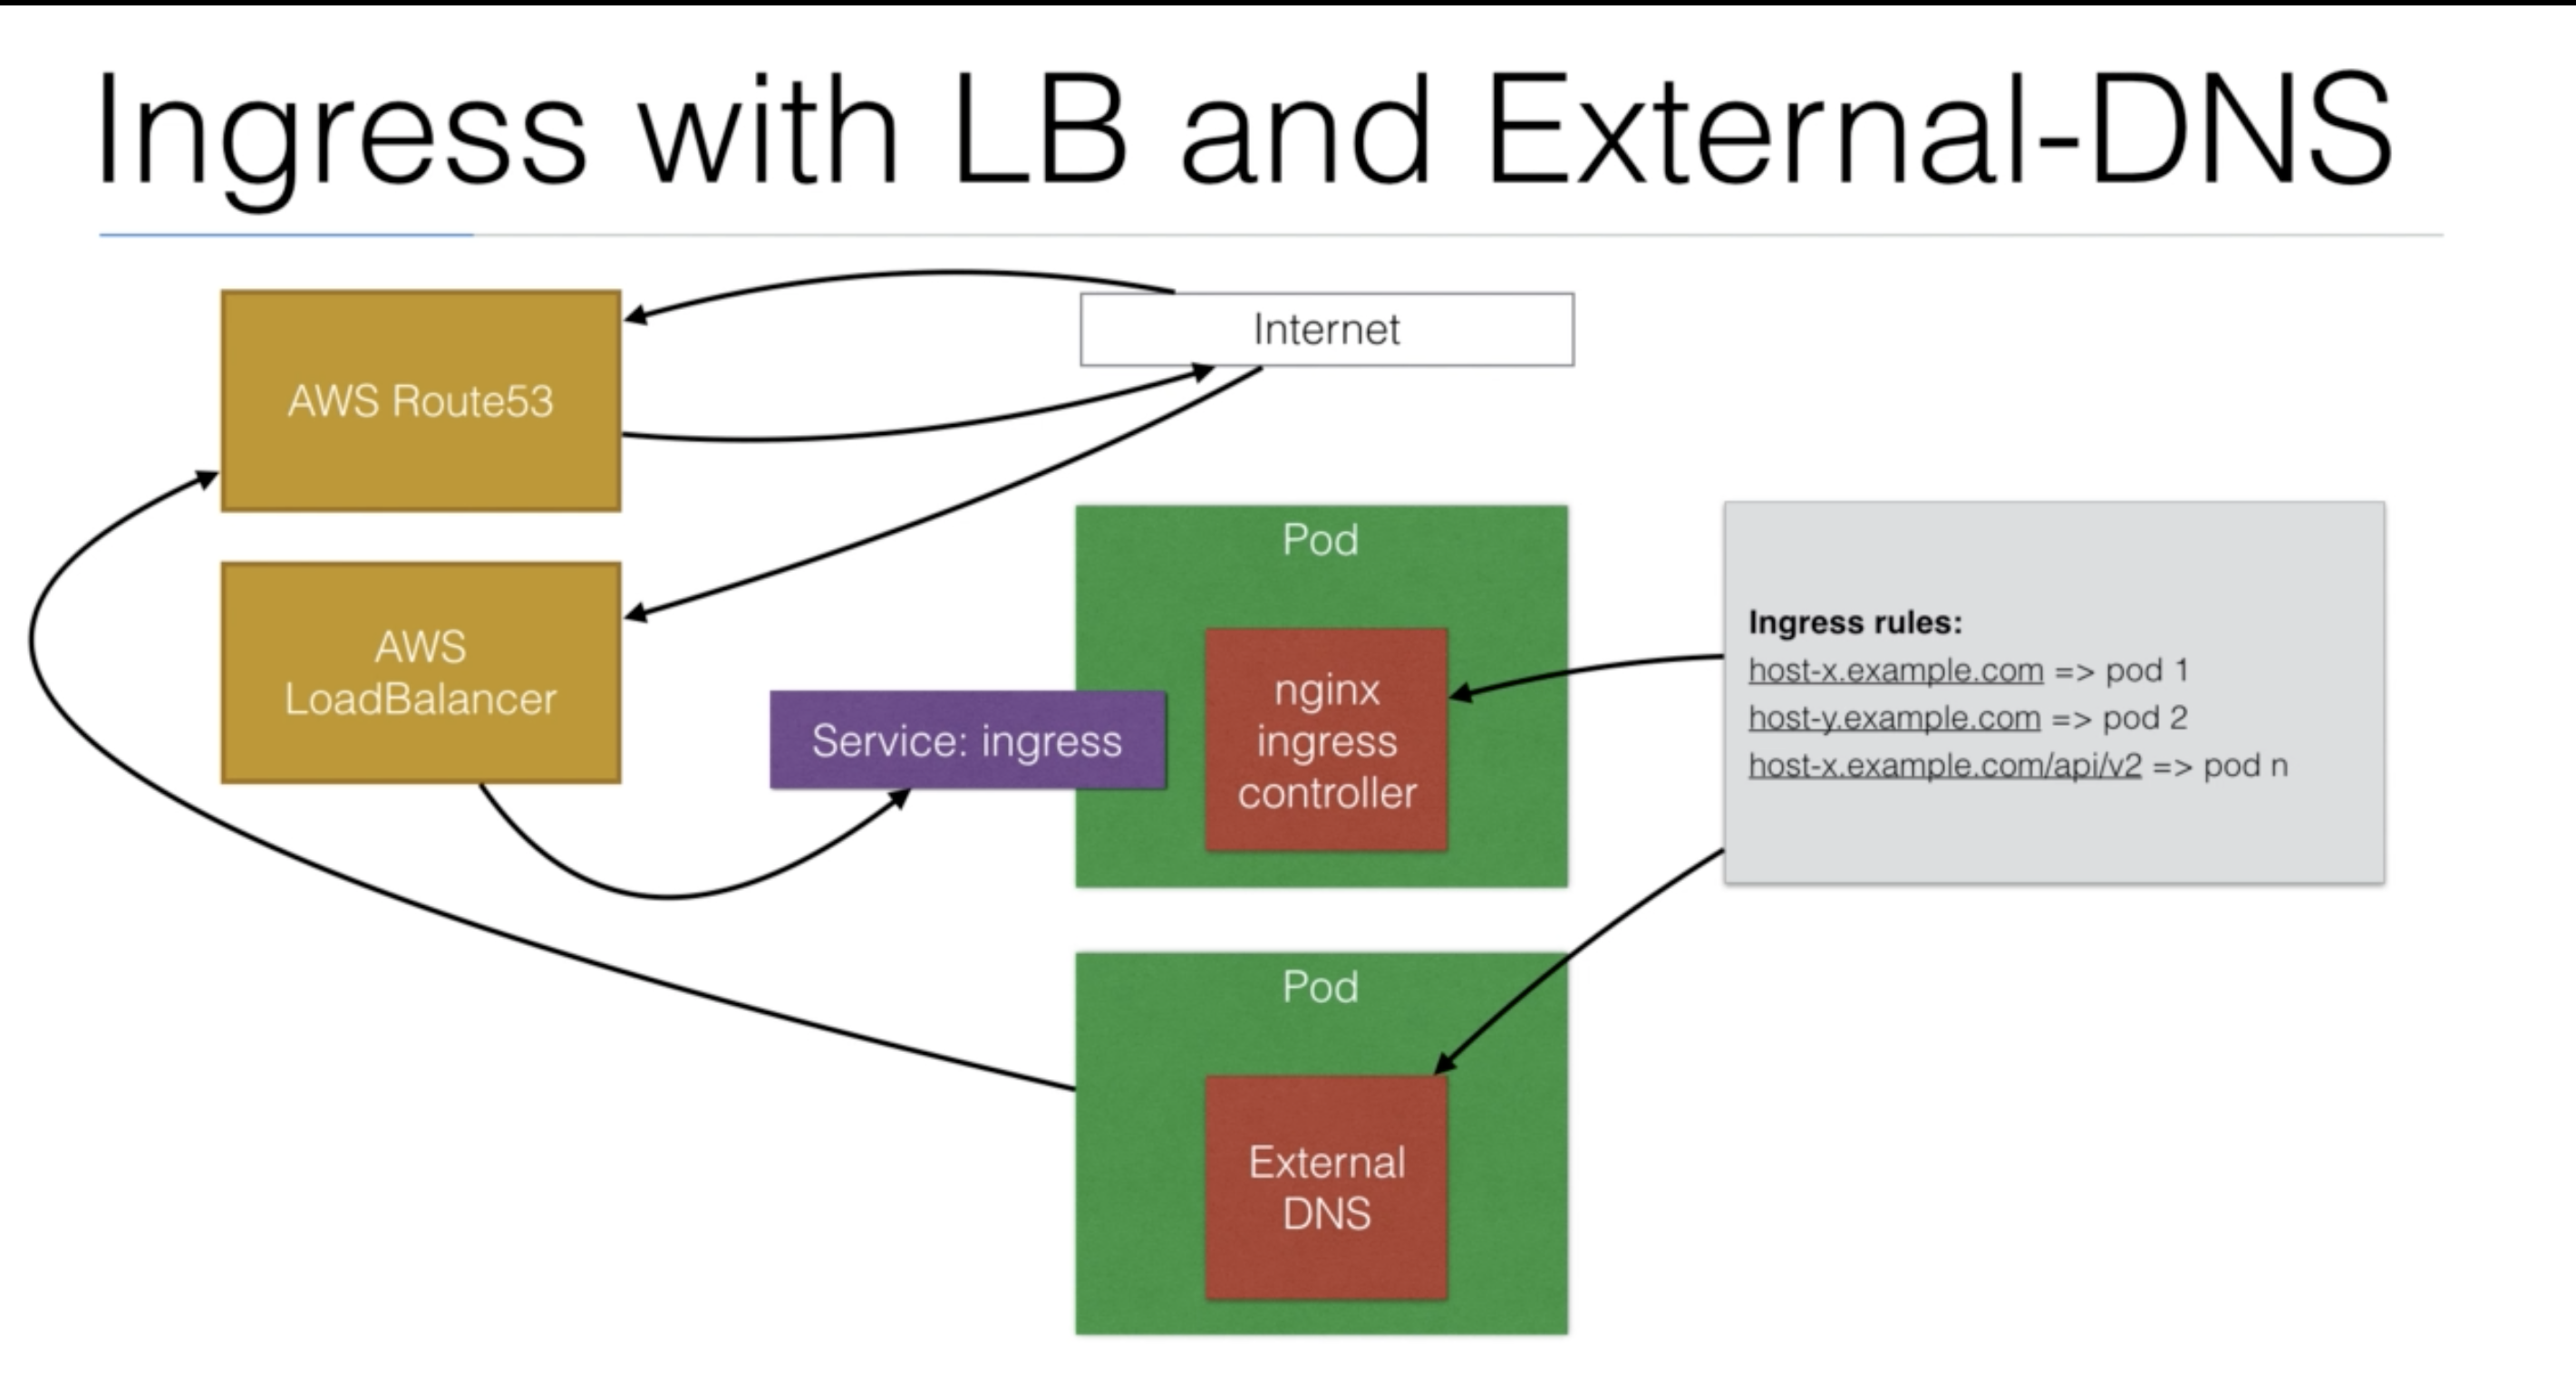 Ingress with LB and External-DNS
Internet
AWS Route53
AWS
LoadBalancer
Service: ingress
Pod
nginx
ingress
controller
Ingress rules:
host-x.example.com => pod 1
host-y.example.com => pod 2
host-x.example.com/api/v2 => pod n
Pod
External
DNS